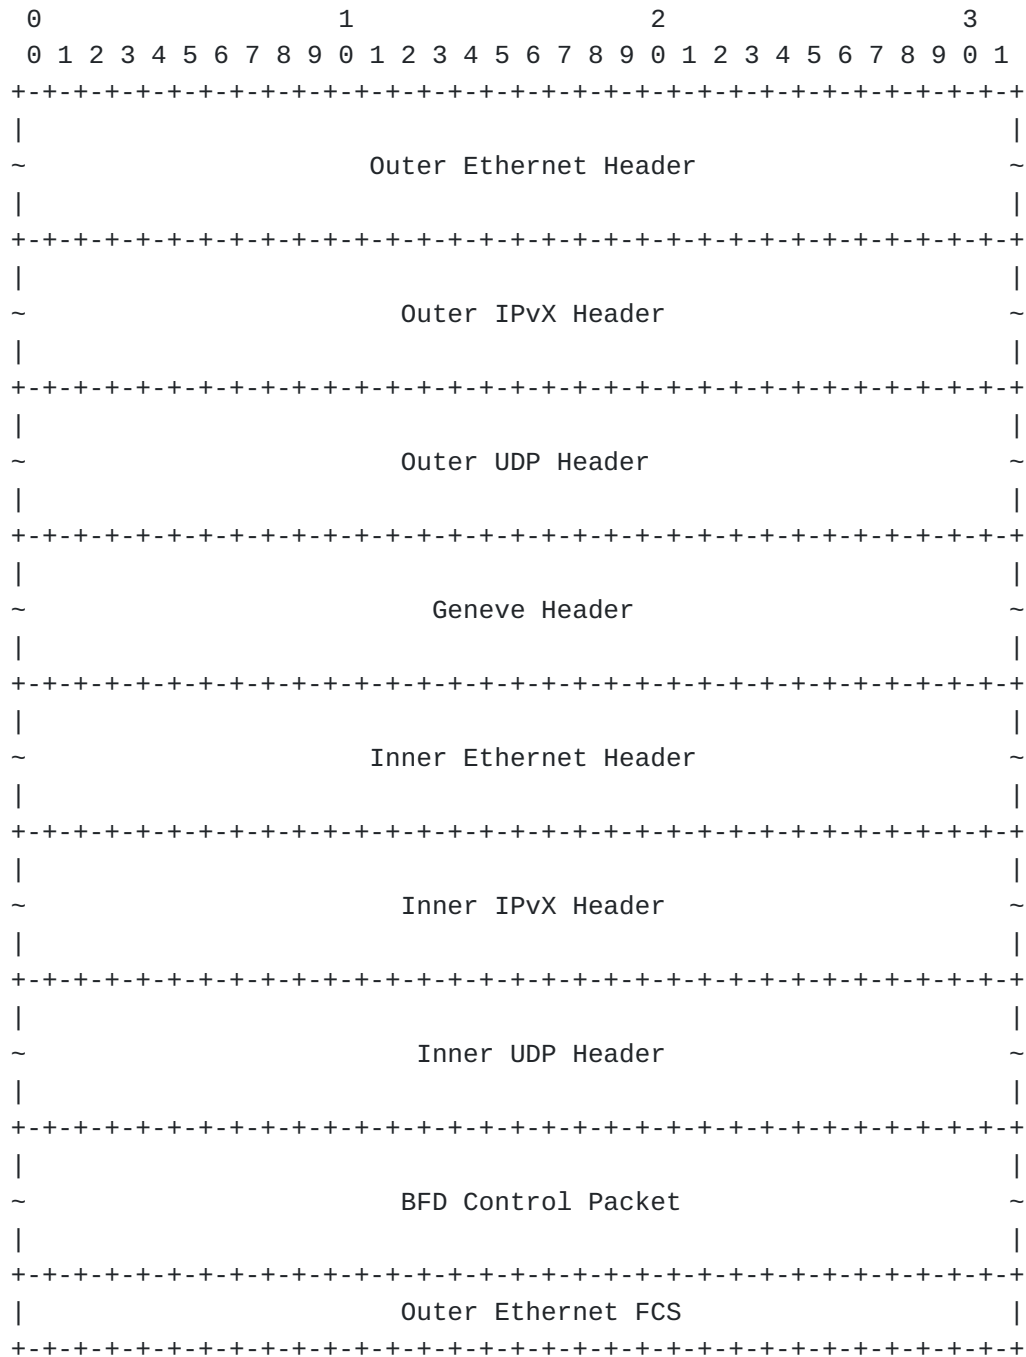 0                   1                   2                   3
 0 1 2 3 4 5 6 7 8 9 0 1 2 3 4 5 6 7 8 9 0 1 2 3 4 5 6 7 8 9 0 1
+-+-+-+-+-+-+-+-+-+-+-+-+-+-+-+-+-+-+-+-+-+-+-+-+-+-+-+-+-+-+-+-+
|                                                               |
~                      Outer Ethernet Header                    ~
|                                                               |
+-+-+-+-+-+-+-+-+-+-+-+-+-+-+-+-+-+-+-+-+-+-+-+-+-+-+-+-+-+-+-+-+
|                                                               |
~                        Outer IPvX Header                      ~
|                                                               |
+-+-+-+-+-+-+-+-+-+-+-+-+-+-+-+-+-+-+-+-+-+-+-+-+-+-+-+-+-+-+-+-+
|                                                               |
~                        Outer UDP Header                       ~
|                                                               |
+-+-+-+-+-+-+-+-+-+-+-+-+-+-+-+-+-+-+-+-+-+-+-+-+-+-+-+-+-+-+-+-+
|                                                               |
~                          Geneve Header                        ~
|                                                               |
+-+-+-+-+-+-+-+-+-+-+-+-+-+-+-+-+-+-+-+-+-+-+-+-+-+-+-+-+-+-+-+-+
|                                                               |
~                      Inner Ethernet Header                    ~
|                                                               |
+-+-+-+-+-+-+-+-+-+-+-+-+-+-+-+-+-+-+-+-+-+-+-+-+-+-+-+-+-+-+-+-+
|                                                               |
~                        Inner IPvX Header                      ~
|                                                               |
+-+-+-+-+-+-+-+-+-+-+-+-+-+-+-+-+-+-+-+-+-+-+-+-+-+-+-+-+-+-+-+-+
|                                                               |
~                         Inner UDP Header                      ~
|                                                               |
+-+-+-+-+-+-+-+-+-+-+-+-+-+-+-+-+-+-+-+-+-+-+-+-+-+-+-+-+-+-+-+-+
|                                                               |
~                        BFD Control Packet                     ~
|                                                               |
+-+-+-+-+-+-+-+-+-+-+-+-+-+-+-+-+-+-+-+-+-+-+-+-+-+-+-+-+-+-+-+-+
|                        Outer Ethernet FCS                     |
+-+-+-+-+-+-+-+-+-+-+-+-+-+-+-+-+-+-+-+-+-+-+-+-+-+-+-+-+-+-+-+-+